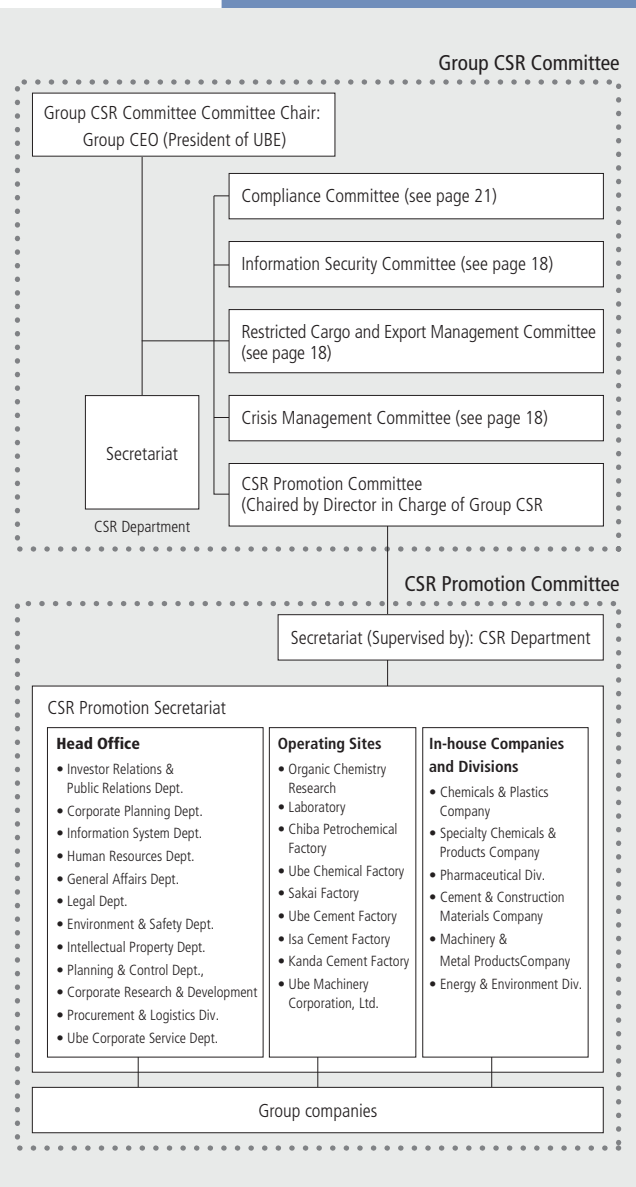 Group CSR Committee
Group CSR Committee Committee Chair:
Group CEO (President of UBE)
Compliance Committee (see page 21)
Information Security Committee (see page 18)
Restricted Cargo and Export Management Committee
(see page 18)
Crisis Management Committee (see page 18)
Secretariat
CSR Department
CSR Promotion Committee
(Chaired by Director in Charge of Group CSR
CSR Promotion Committee
Secretariat (Supervised by): CSR Department
CSR Promotion Secretariat
Head Office
• Investor Relations &
Public Relations Dept.
• Corporate Planning Dept.
• Information System Dept.
• Human Resources Dept.
• General Affairs Dept.
• Legal Dept.
• Environment & Safety Dept.
• Intellectual Property Dept.
• Planning & Control Dept.,
• Corporate Research & Development
• Procurement & Logistics Div.
• Ube Corporate Service Dept.
Operating Sites
• Organic Chemistry
Research
• Laboratory
• Chiba Petrochemical
Factory
• Ube Chemical Factory
• Sakai Factory
• Ube Cement Factory
• Isa Cement Factory
• Kanda Cement Factory
• Ube Machinery
Corporation, Ltd.
In-house Companies
and Divisions
• Chemicals & Plastics
Company
• Specialty Chemicals &
Products Company
• Pharmaceutical Div.
• Cement & Construction
Materials Company
• Machinery &
Metal ProductsCompany
• Energy & Environment Div.
Group companies